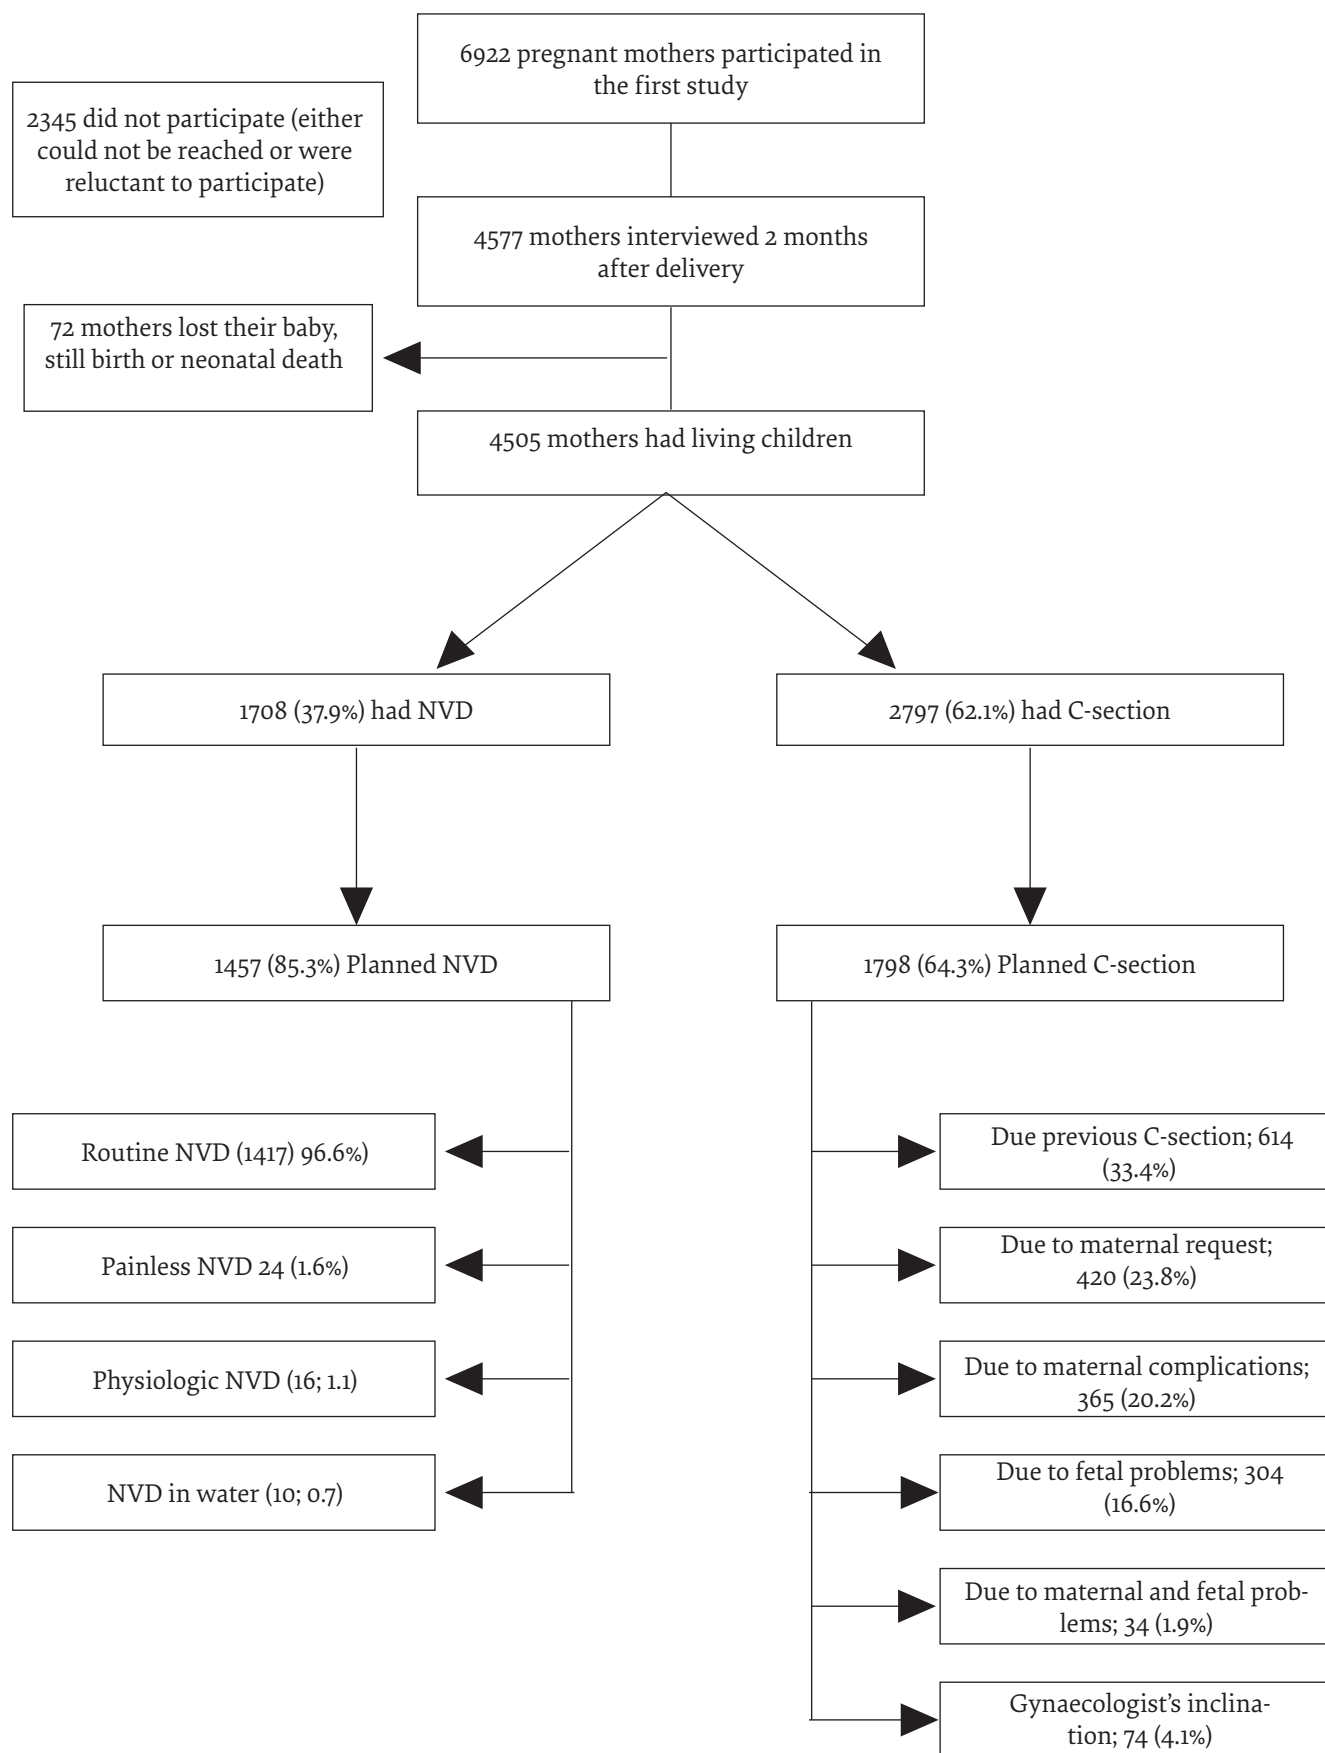 6922 pregnant mothers participated in
the first study
2345 did not participate (either
could not be reached or were
reluctant to participate)
4577 mothers interviewed 2 months
after delivery
72 mothers lost their baby,
still birth or neonatal death
4505 mothers had living children
1708 (37.9%) had NVD
2797 (62.1%) had C-section
1457 (85.3%) Planned NVD
1798 (64.3%) Planned C-section
Routine NVD (1417) 96.6%)
Painless NVD 24 (1.6%)
Physiologic NVD (16; 1.1)
NVD in water (10; 0.7)
Due previous C-section; 614
(33.4%)
Due to maternal request;
420 (23.8%)
Due to maternal complications;
365 (20.2%)
Due to fetal problems; 304
(16.6%)
Due to maternal and fetal prob-
lems; 34 (1.9%)
Gynaecologist's inclina-
tion; 74 (4.1%)